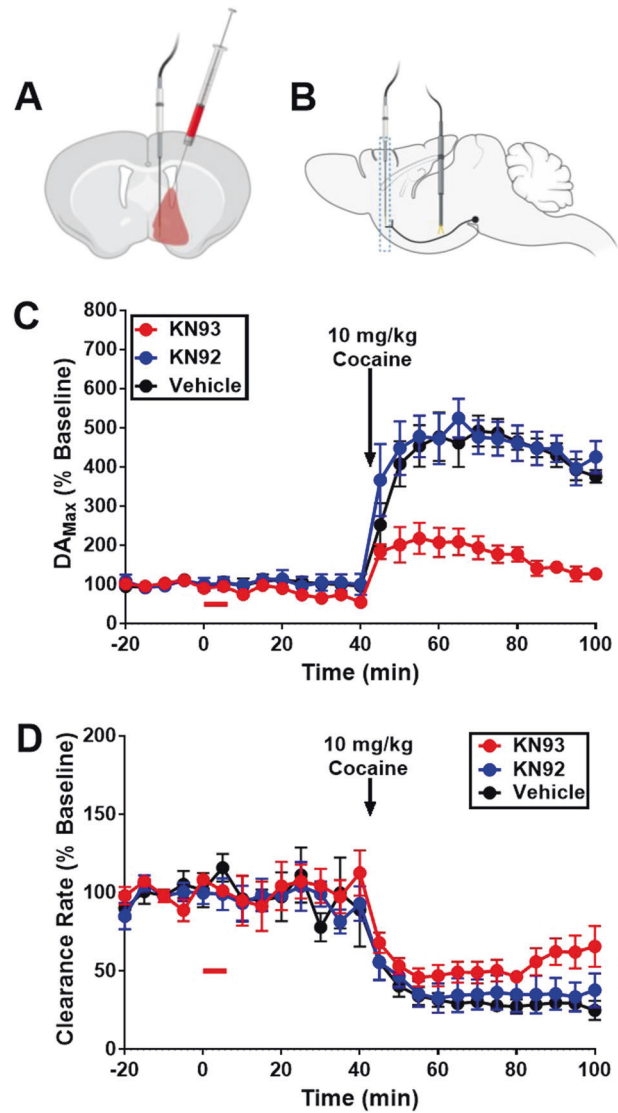 A
B
C
KN93
KN92
Vehicle
10 mg/kg
Cocaine
DAMax (% Baseline)
800
700
600
500
400
300
200
100
0
-20
0
20
40
60
80
100
Time (min)
D
10 mg/kg
Cocaine
KN93
KN92
Vehicle
Clearance Rate (% Baseline)
200
150
100
50
0
-20
0
20
40
60
80
100
Time (min)